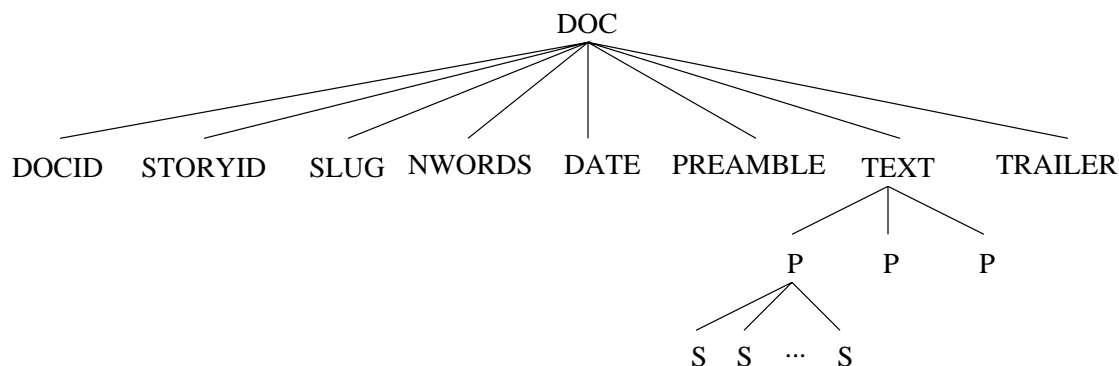 DOC
DOCID STORYID SLUG NWORDS DATE PREAMBLE TEXT TRAILER
P P P
S S ... S